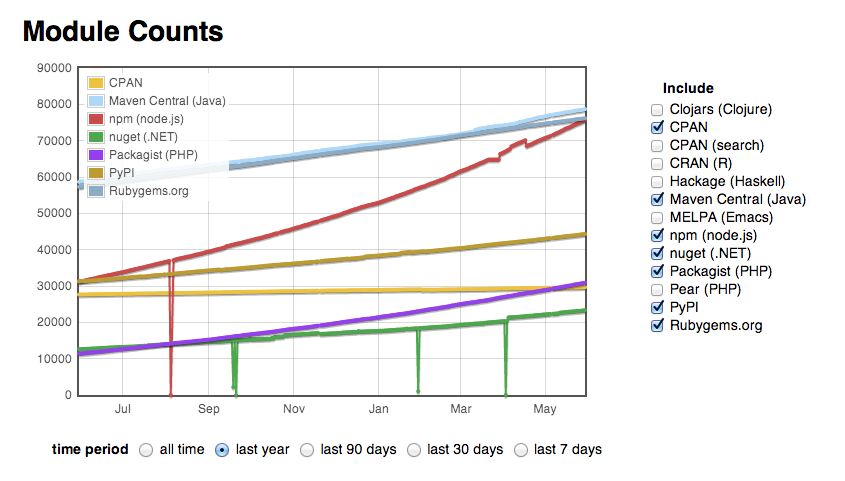 Module Counts
90000
80000
70000
60000
50000
40000
30000
20000
10000
0
CPAN
Maven Central (Java)
npm (node.js)
nuget (.NET)
Packagist (PHP)
PyPI
Rubygems.org
Jul Sep Nov Jan Mar May
Include
Clojars (Clojure)
CPAN
CPAN (search)
CRAN (R)
Hackage (Haskell)
Maven Central (Java)
MELPA (Emacs)
npm (node.js)
nuget (.NET)
Packagist (PHP)
Pear (PHP)
PyPI
Rubygems.org
time period all time last year last 90 days last 30 days last 7 days